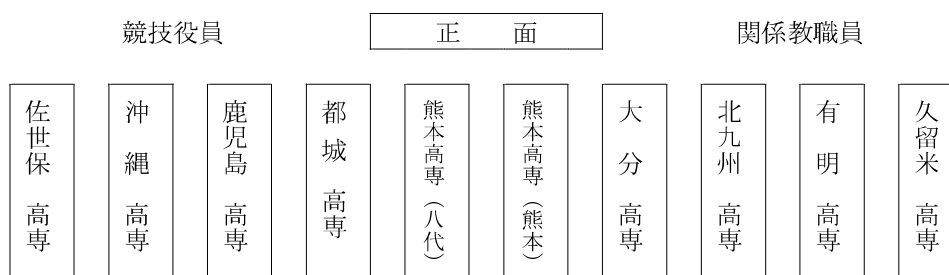 競技役員
正　面
関係教職員
佐世保 高専
沖縄 高専
鹿児島 高専
都城 高専
熊本高専（八代）
熊本高専（熊本）
大分 高専
北九州 高専
有明 高専
久留米 高専